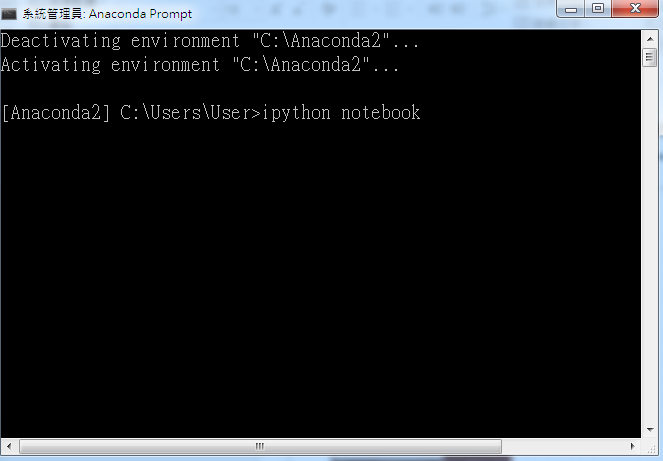 系統管理員: Anaconda Prompt
Deactivating environment "C:\Anaconda2"...
Activating environment "C:\Anaconda2"...
[Anaconda2] C:\Users\User>ipython notebook